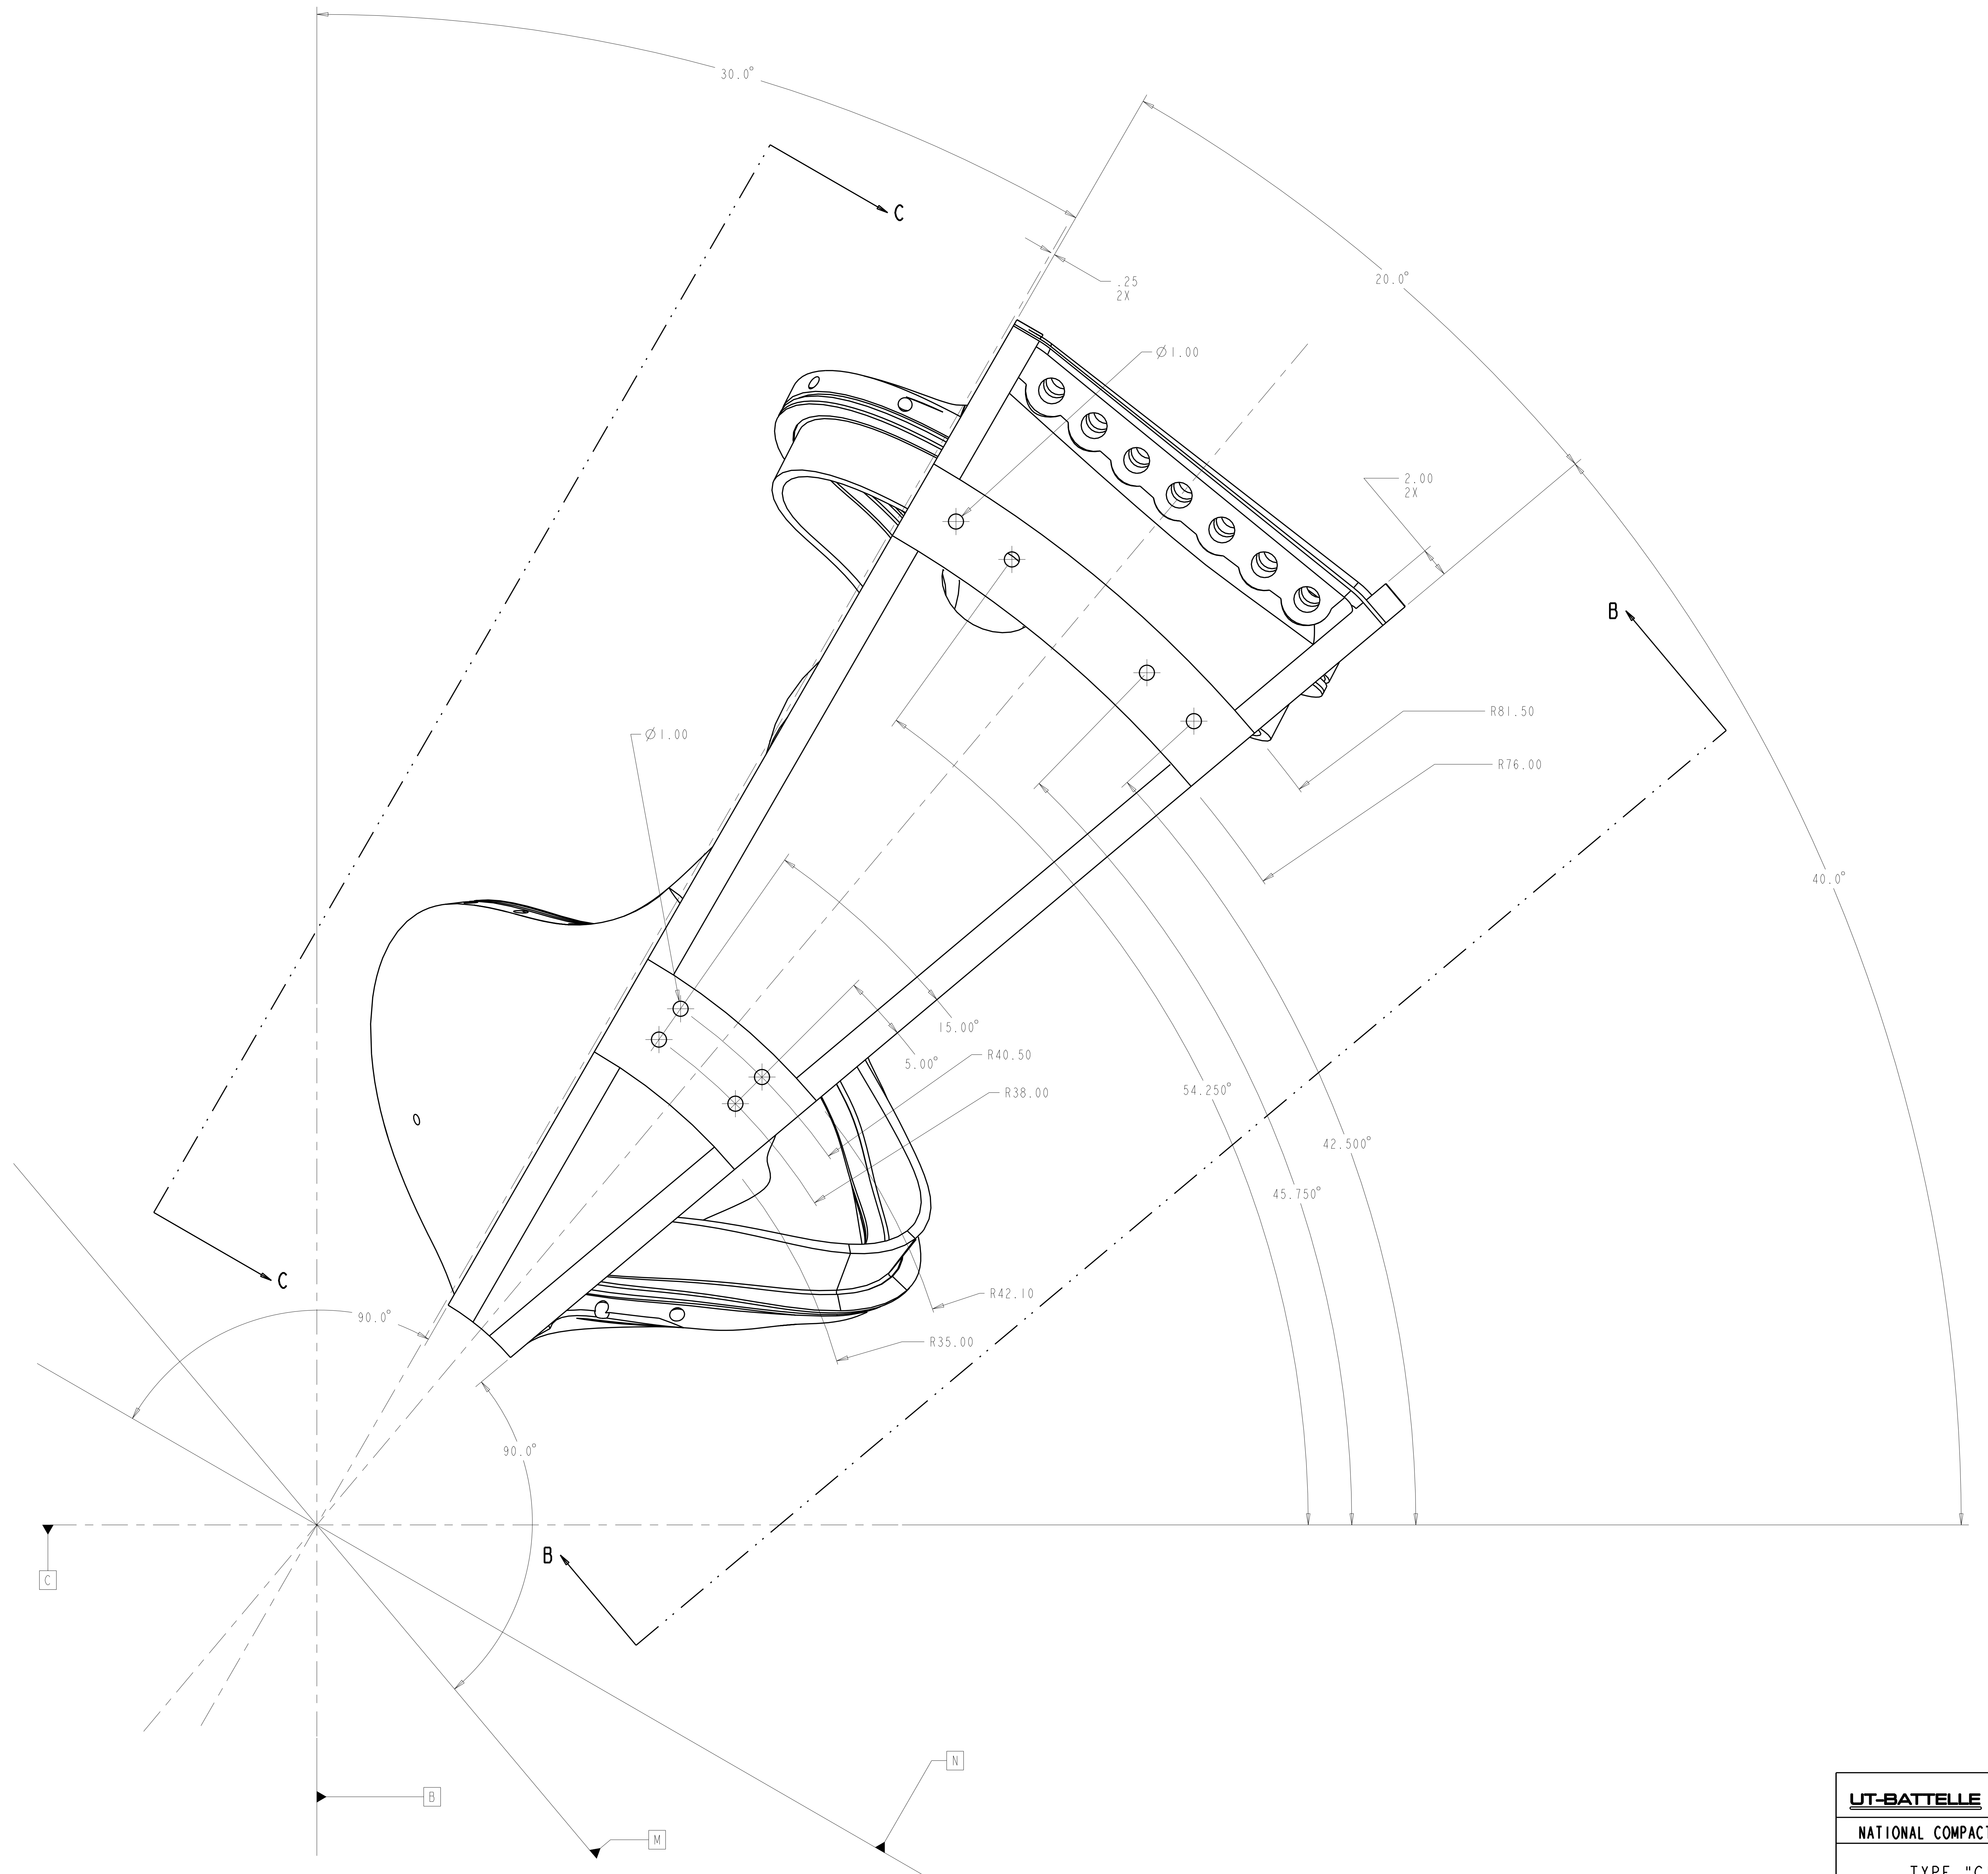 30.0°
C
.25
2X
20.0°
Ø1.00
2.00
2X
B
R81.50
Ø1.00
R76.00
40.0°
15.00°
R40.50
5.00°
54.250°
R38.00
42.500°
45.750°
C
R42.10
90.0°
R35.00
90.0°
B
C
N
B
UT-BATTELLE
NATIONAL COMPACT
M
TYPE "C